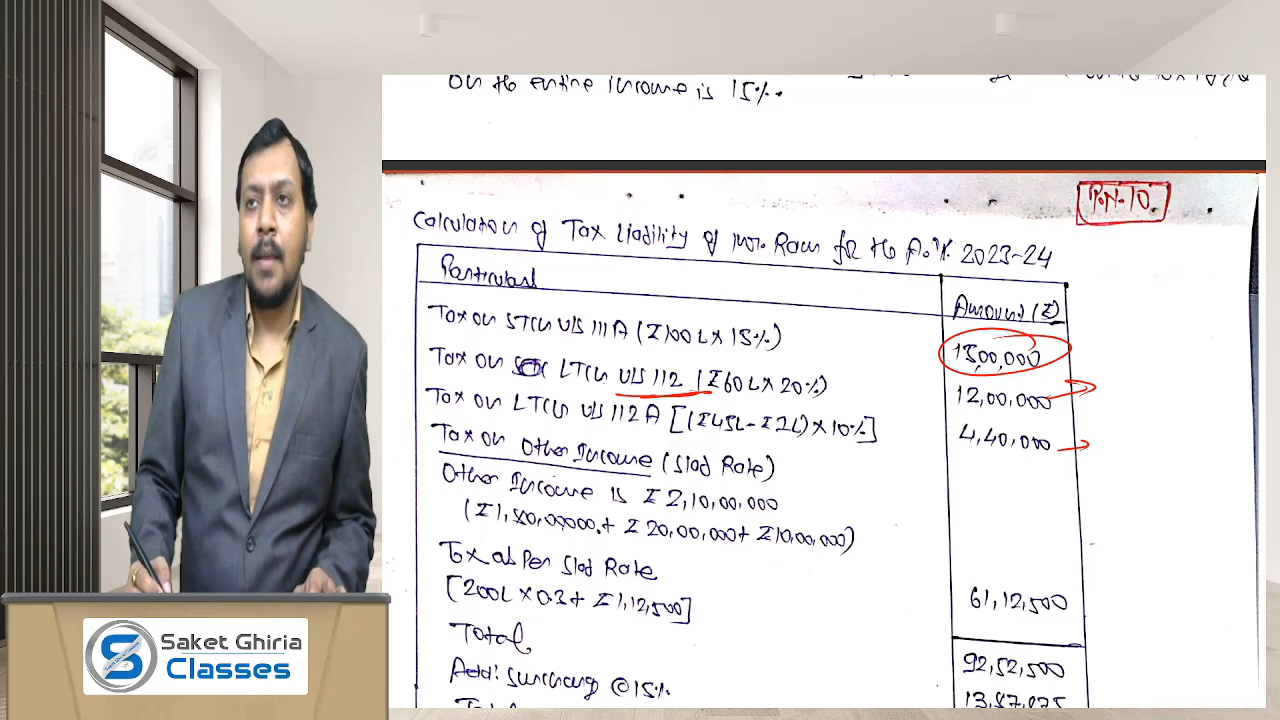 on the entire income is 15%.
P.N. 10.
Calculation of Tax Liability of Mr. Ram for the A.Y. 2023-24
Particulars
Amount (₹)
Tax on STCG U/S 111A (₹100L × 15%)
15,00,000
Tax on LTCG U/S 112 (₹60L × 20%)
12,00,000
Tax on LTCG U/S 112A [(₹45L - ₹1L) × 10%]
4,40,000
Tax on Other Income (Slab Rate)
Other Income is ₹ 2,10,00,000
(₹1,80,00,000 + ₹ 20,00,000 + ₹10,00,000)
Tax as Per Slab Rate
[200L × 0.3 + ₹1,12,500]
61,12,500
Total
92,52,500
Add: Surcharge @ 15%
13,87,875
Total
S
Saket Ghiria
Classes